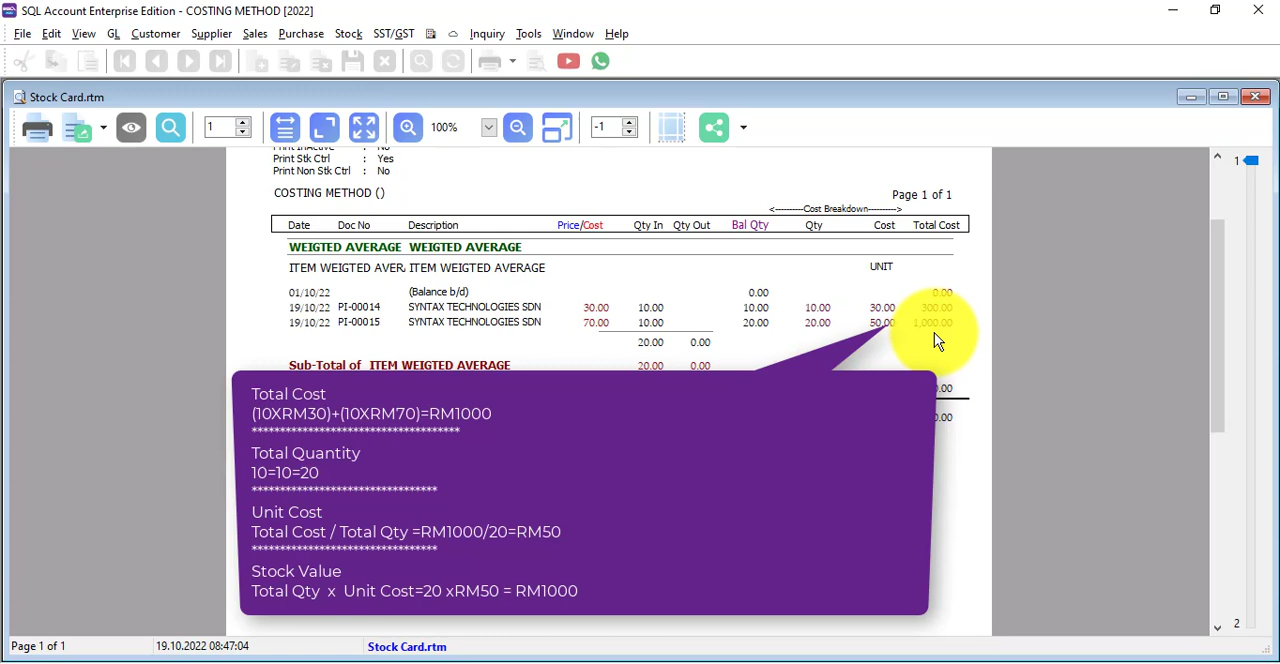 SQL Account Enterprise Edition - COSTING METHOD [2022]
File Edit View GL Customer Supplier Sales Purchase Stock SST/GST Inquiry Tools Window Help
Stock Card.rtm
1 100% -1
Print InActive : No
Print Stk Ctrl : Yes
Print Non Stk Ctrl : No
COSTING METHOD ()
Page 1 of 1
<----------Cost Breakdown---------->
Date Doc No Description Price/Cost Qty In Qty Out Bal Qty Qty Cost Total Cost
WEIGTED AVERAGE WEIGTED AVERAGE
ITEM WEIGTED AVER. ITEM WEIGTED AVERAGE UNIT
01/10/22 (Balance b/d) 0.00 0.00
19/10/22 PI-00014 SYNTAX TECHNOLOGIES SDN 30.00 10.00 10.00 10.00 30.00 300.00
19/10/22 PI-00015 SYNTAX TECHNOLOGIES SDN 70.00 10.00 20.00 20.00 50.00 1,000.00
20.00 0.00
Sub-Total of ITEM WEIGTED AVERAGE 20.00 0.00
Total Cost
(10XRM30)+(10XRM70)=RM1000
*************************************
Total Quantity
10=10=20
*********************************
Unit Cost
Total Cost / Total Qty =RM1000/20=RM50
*********************************
Stock Value
Total Qty x Unit Cost=20 xRM50 = RM1000
1
2
Page 1 of 1 19.10.2022 08:47:04 Stock Card.rtm